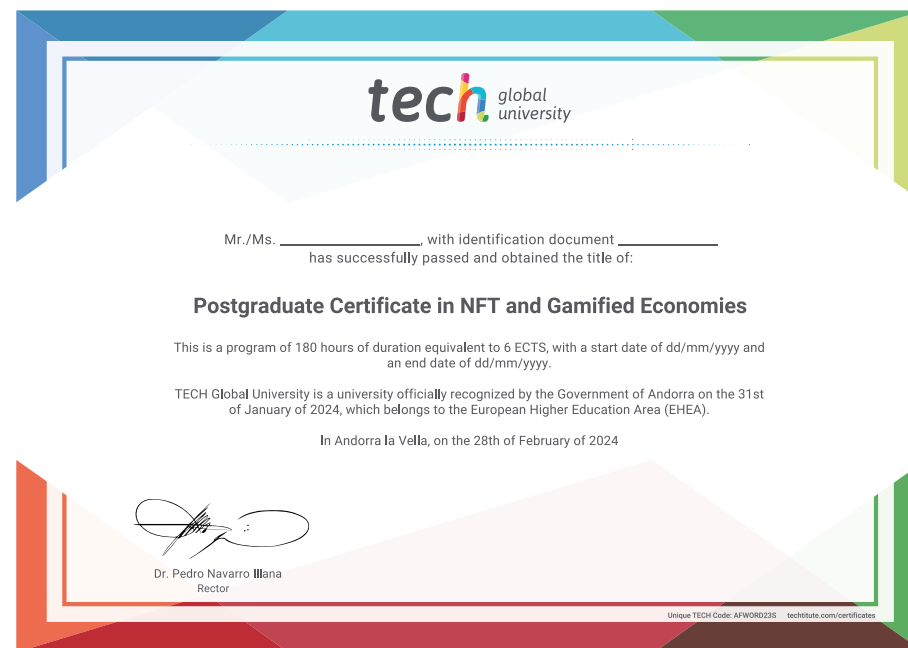 tech global
university
Mr./Ms. ____________, with identification document ____________
has successfully passed and obtained the title of:
Postgraduate Certificate in NFT and Gamified Economies
This is a program of 180 hours of duration equivalent to 6 ECTS, with a start date of dd/mm/yyyy and
an end date of dd/mm/yyyy.
TECH Global University is a university officially recognized by the Government of Andorra on the 31st
of January of 2024, which belongs to the European Higher Education Area (EHEA).
In Andorra la Vella, on the 28th of February of 2024
Dr. Pedro Navarro Illana
Rector
Unique TECH Code: AFWORD23S techtitute.com/certificates